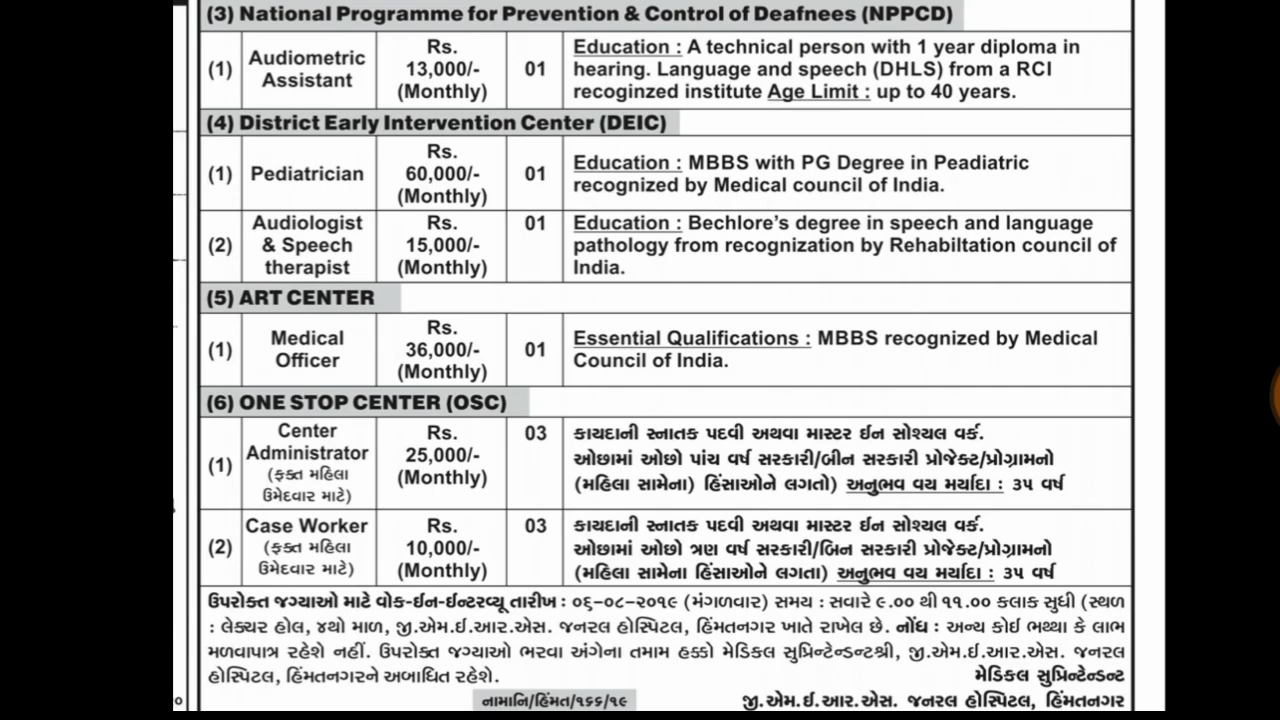 (3) National Programme for Prevention & Control of Deafnees (NPPCD)
(1) Audiometric Assistant Rs. 13,000/- (Monthly) 01 Education : A technical person with 1 year diploma in
hearing. Language and speech (DHLS) from a RCI
recoginzed institute Age Limit : up to 40 years.
(4) District Early Intervention Center (DEIC)
(1) Pediatrician Rs. 60,000/- (Monthly) 01 Education : MBBS with PG Degree in Peadiatric
recognized by Medical council of India.
(2) Audiologist & Speech therapist Rs. 15,000/- (Monthly) 01 Education : Bechlore's degree in speech and language
pathology from recognization by Rehabiltation council of
India.
(5) ART CENTER
(1) Medical Officer Rs. 36,000/- (Monthly) 01 Essential Qualifications : MBBS recognized by Medical
Council of India.
(6) ONE STOP CENTER (OSC)
(1) Center Administrator (ફક્ત મહિલા ઉમેદવાર માટે) Rs. 25,000/- (Monthly) 03 કાયદાની સ્નાતક પદવી અથવા માસ્ટર ઈન સોશ્યલ વર્ક.
ઓછામાં ઓછો પાંચ વર્ષ સરકારી/બીન સરકારી પ્રોજેક્ટ/પ્રોગ્રામનો
(મહિલા સામેના) હિંસાઓને લગતો) અનુભવ વય મર્યાદા : ૩૫ વર્ષ
(2) Case Worker (ફક્ત મહિલા ઉમેદવાર માટે) Rs. 10,000/- (Monthly) 03 કાયદાની સ્નાતક પદવી અથવા માસ્ટર ઈન સોશ્યલ વર્ક.
ઓછામાં ઓછો ત્રણ વર્ષ સરકારી/બિન સરકારી પ્રોજેક્ટ/પ્રોગ્રામનો
(મહિલા સામેના હિંસાઓને લગતા) અનુભવ વય મર્યાદા : ૩૫ વર્ષ
ઉપરોક્ત જગ્યાઓ માટે વોક-ઈન-ઈન્ટરવ્યૂ તારીખ : ૦૬-૦૮-૨૦૧૯ (મંગળવાર) સમય : સવારે ૯.૦૦ થી ૧૧.૦૦ કલાક સુધી (સ્થળ
: લેક્ચર હોલ, ૪થો માળ, જી.એમ.ઈ.આર.એસ. જનરલ હોસ્પિટલ, હિંમતનગર ખાતે રાખેલ છે. નોંધ : અન્ય કોઈ ભથ્થા કે લાભ
મળવાપાત્ર રહેશે નહીં. ઉપરોક્ત જગ્યાઓ ભરવા અંગેના તમામ હક્કો મેડિકલ સુપ્રિન્ટેન્ડન્ટશ્રી, જી.એમ.ઈ.આર.એસ. જનરલ
હોસ્પિટલ, હિંમતનગરને અબાધિત રહેશે. મેડિકલ સુપ્રિન્ટેન્ડન્ટ
નામાનિ/હિંમત/૧૬૬/૧૯ જી.એમ.ઈ.આર.એસ. જનરલ હોસ્પિટલ, હિંમતનગર